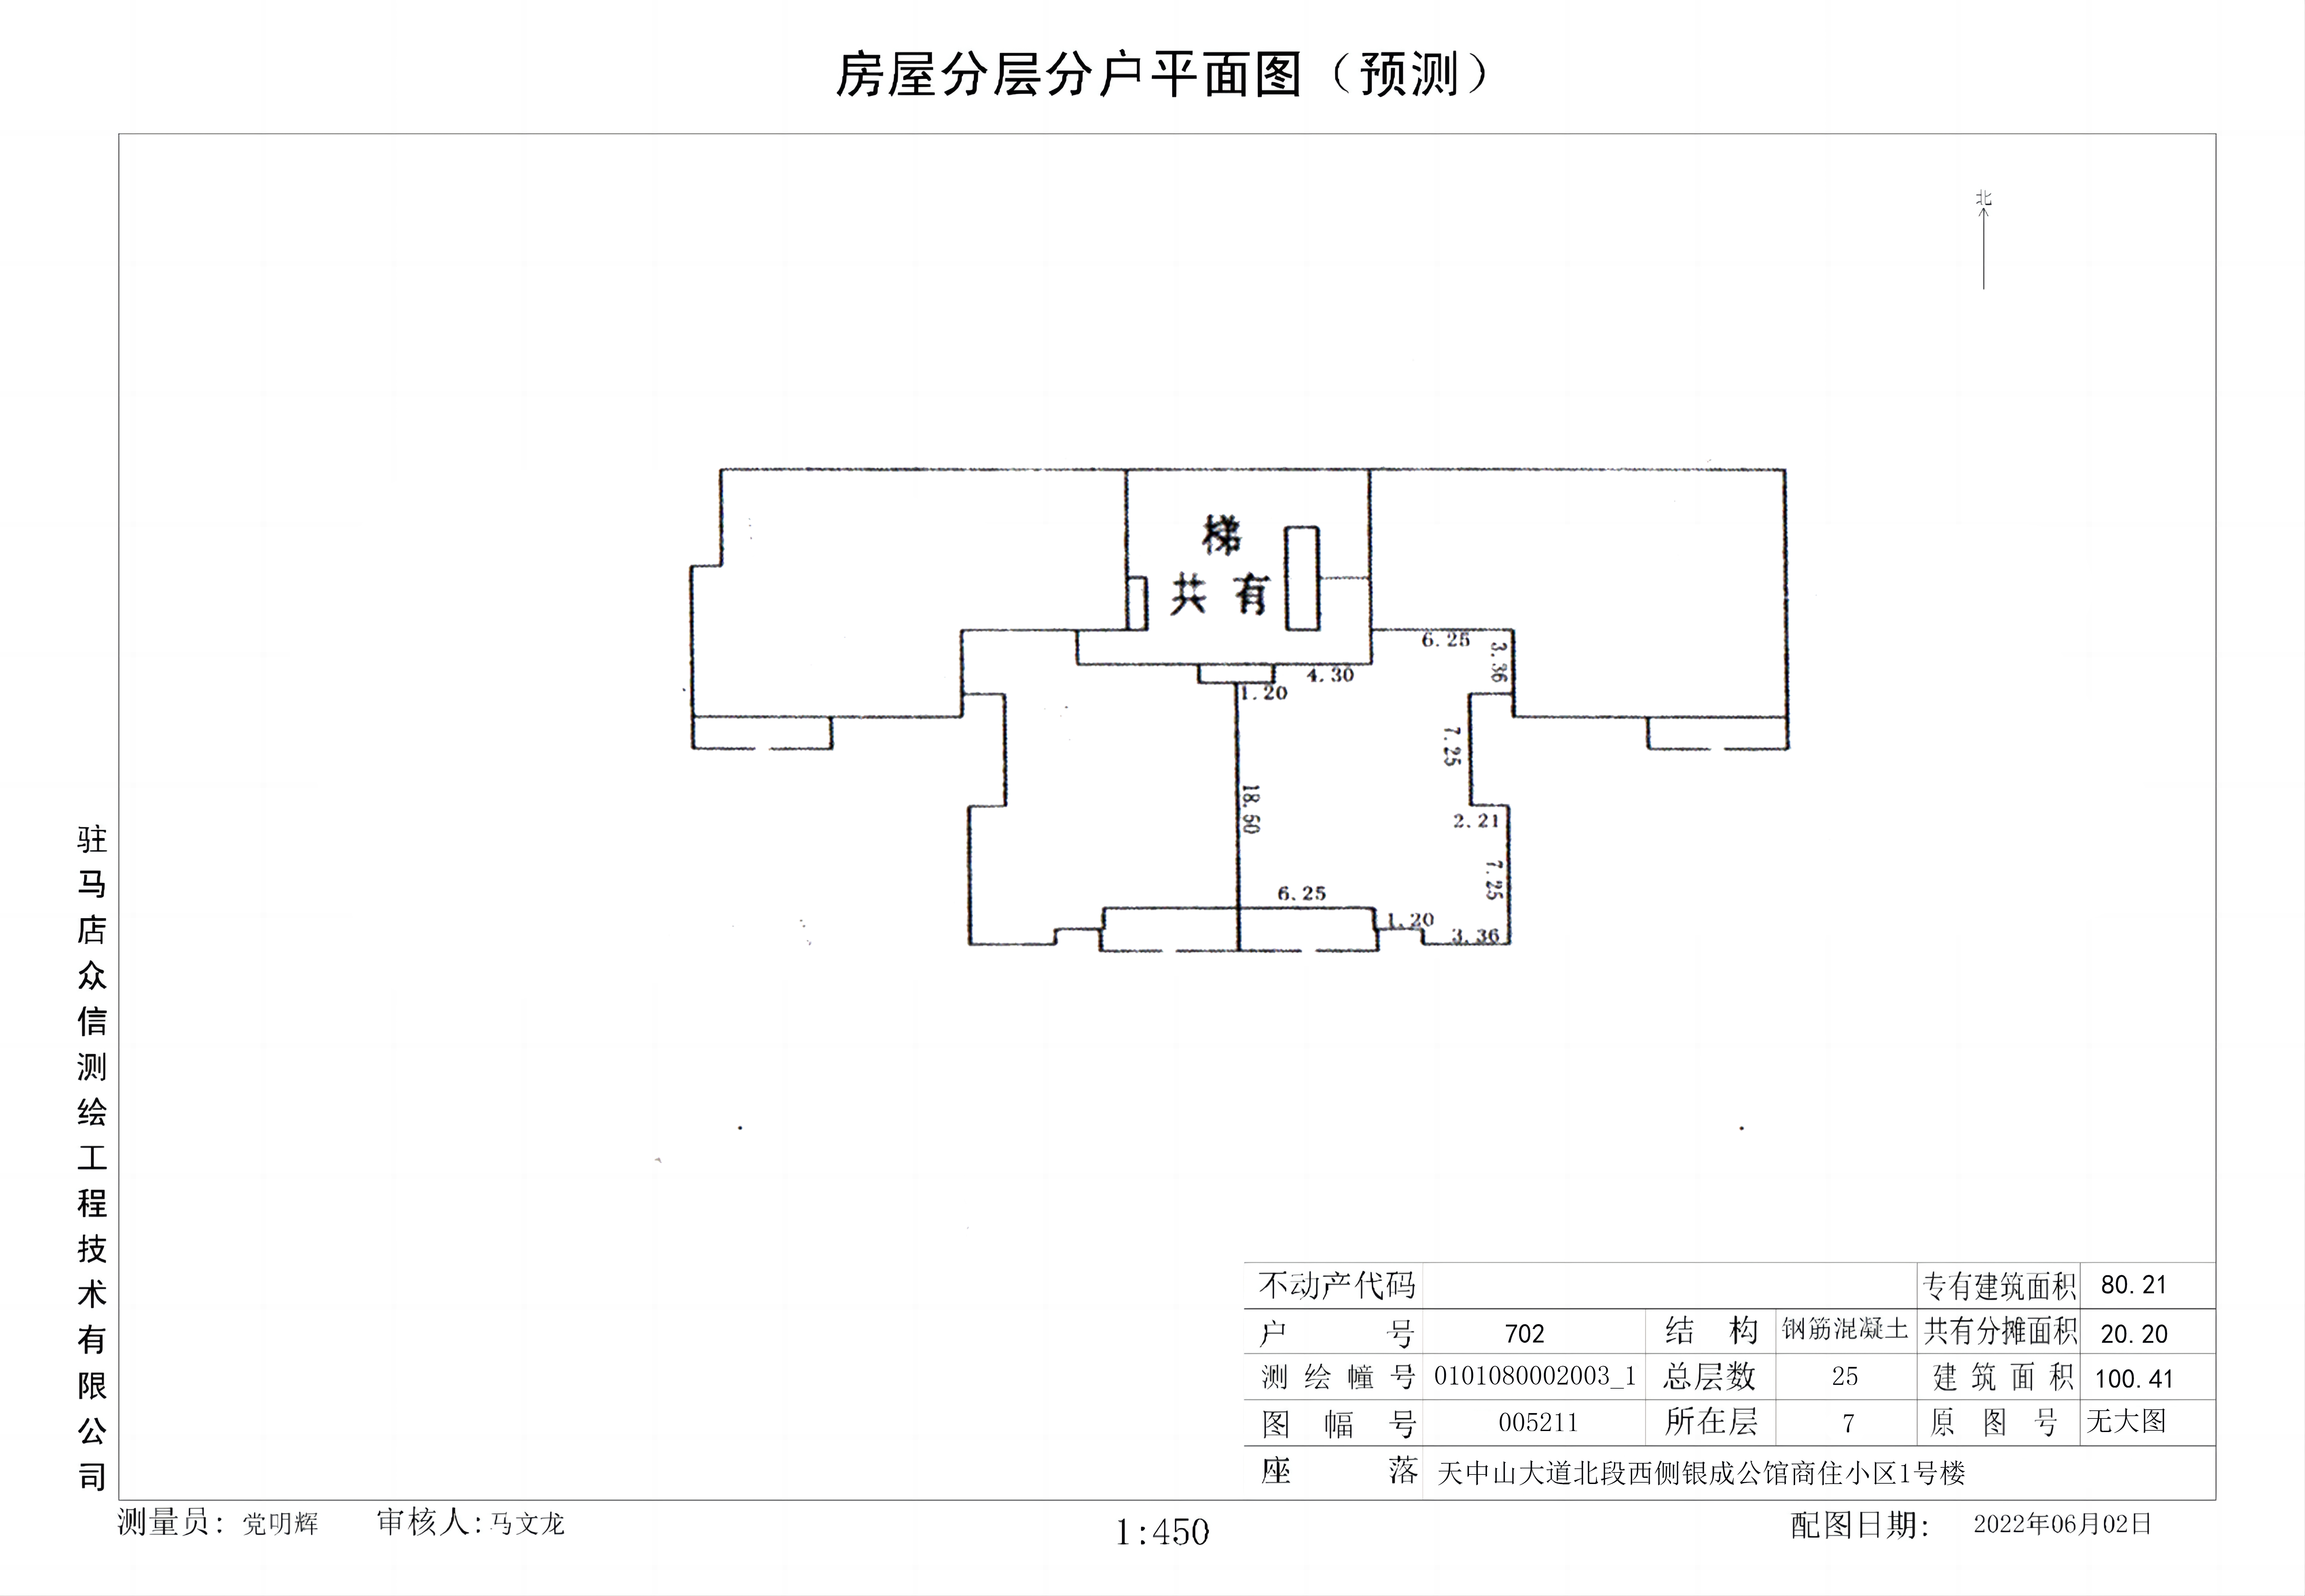 房屋分层分户平面图（预测）
北
梯
共 有
6.25
3.36
4.30
1.20
7.25
18.50
2.21
7.25
6.25
1.20
3.36
驻马店众信测绘工程技术有限公司
不动产代码 专有建筑面积 80.21
户 号 702 结 构 钢筋混凝土 共有分摊面积 20.20
测 绘 幢 号 0101080002003_1 总层数 25 建 筑 面 积 100.41
图 幅 号 005211 所在层 7 原 图 号 无大图
座 落 天中山大道北段西侧银成公馆商住小区1号楼
测量员：党明辉 审核人：马文龙 1:450 配图日期： 2022年06月02日